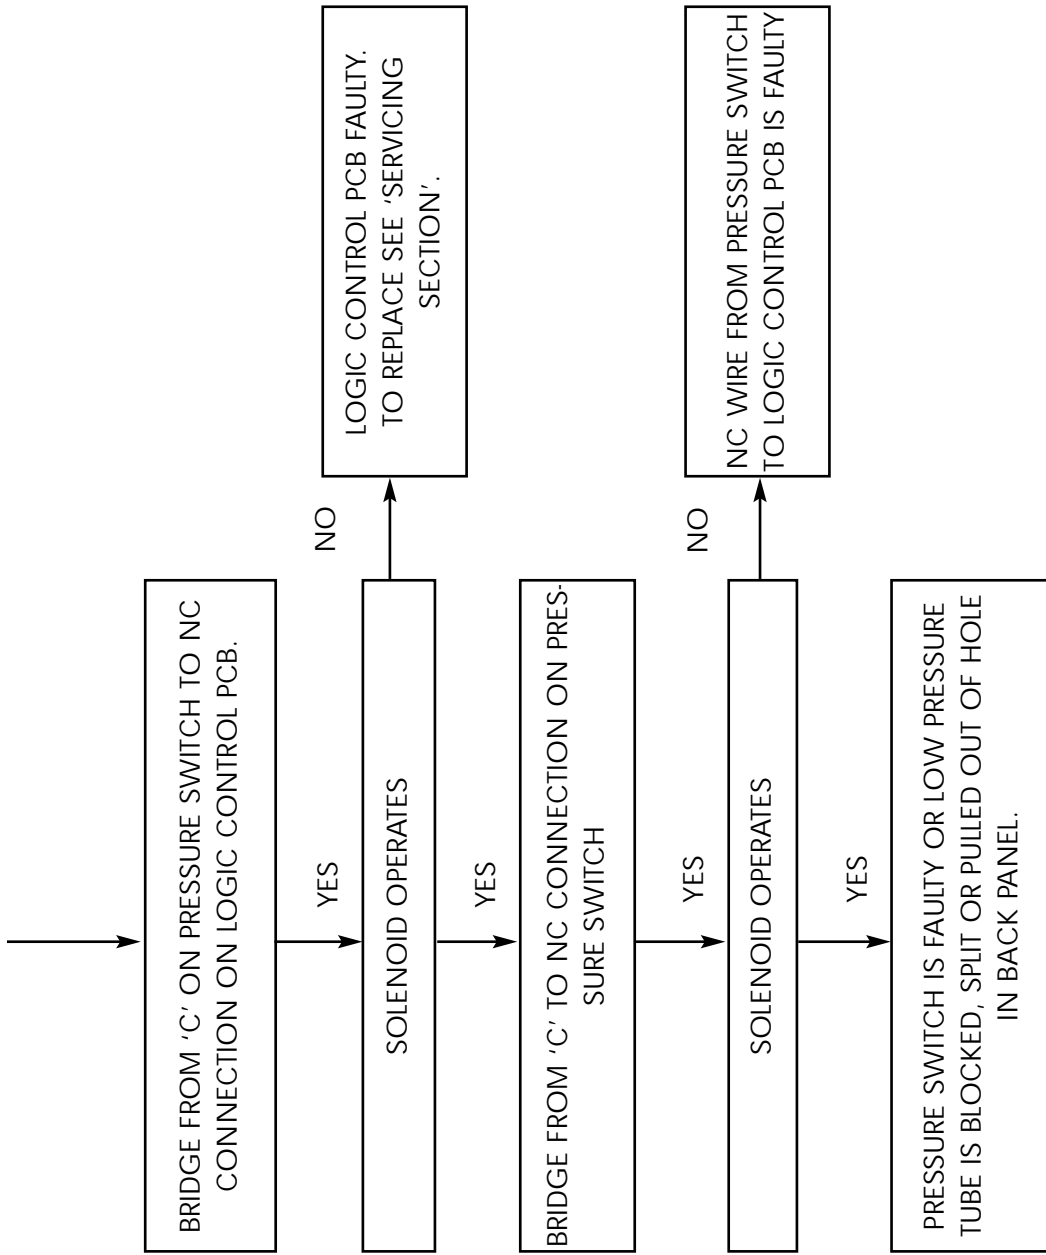 BRIDGE FROM ‘C’ ON PRESSURE SWITCH TO NC
CONNECTION ON LOGIC CONTROL PCB.
YES
SOLENOID OPERATES
NO
LOGIC CONTROL PCB FAULTY.
TO REPLACE SEE ‘SERVICING
SECTION’.
YES
BRIDGE FROM ‘C’ TO NC CONNECTION ON PRES-
SURE SWITCH
YES
SOLENOID OPERATES
NO
NC WIRE FROM PRESSURE SWITCH
TO LOGIC CONTROL PCB IS FAULTY
YES
PRESSURE SWITCH IS FAULTY OR LOW PRESSURE
TUBE IS BLOCKED, SPLIT OR PULLED OUT OF HOLE
IN BACK PANEL.